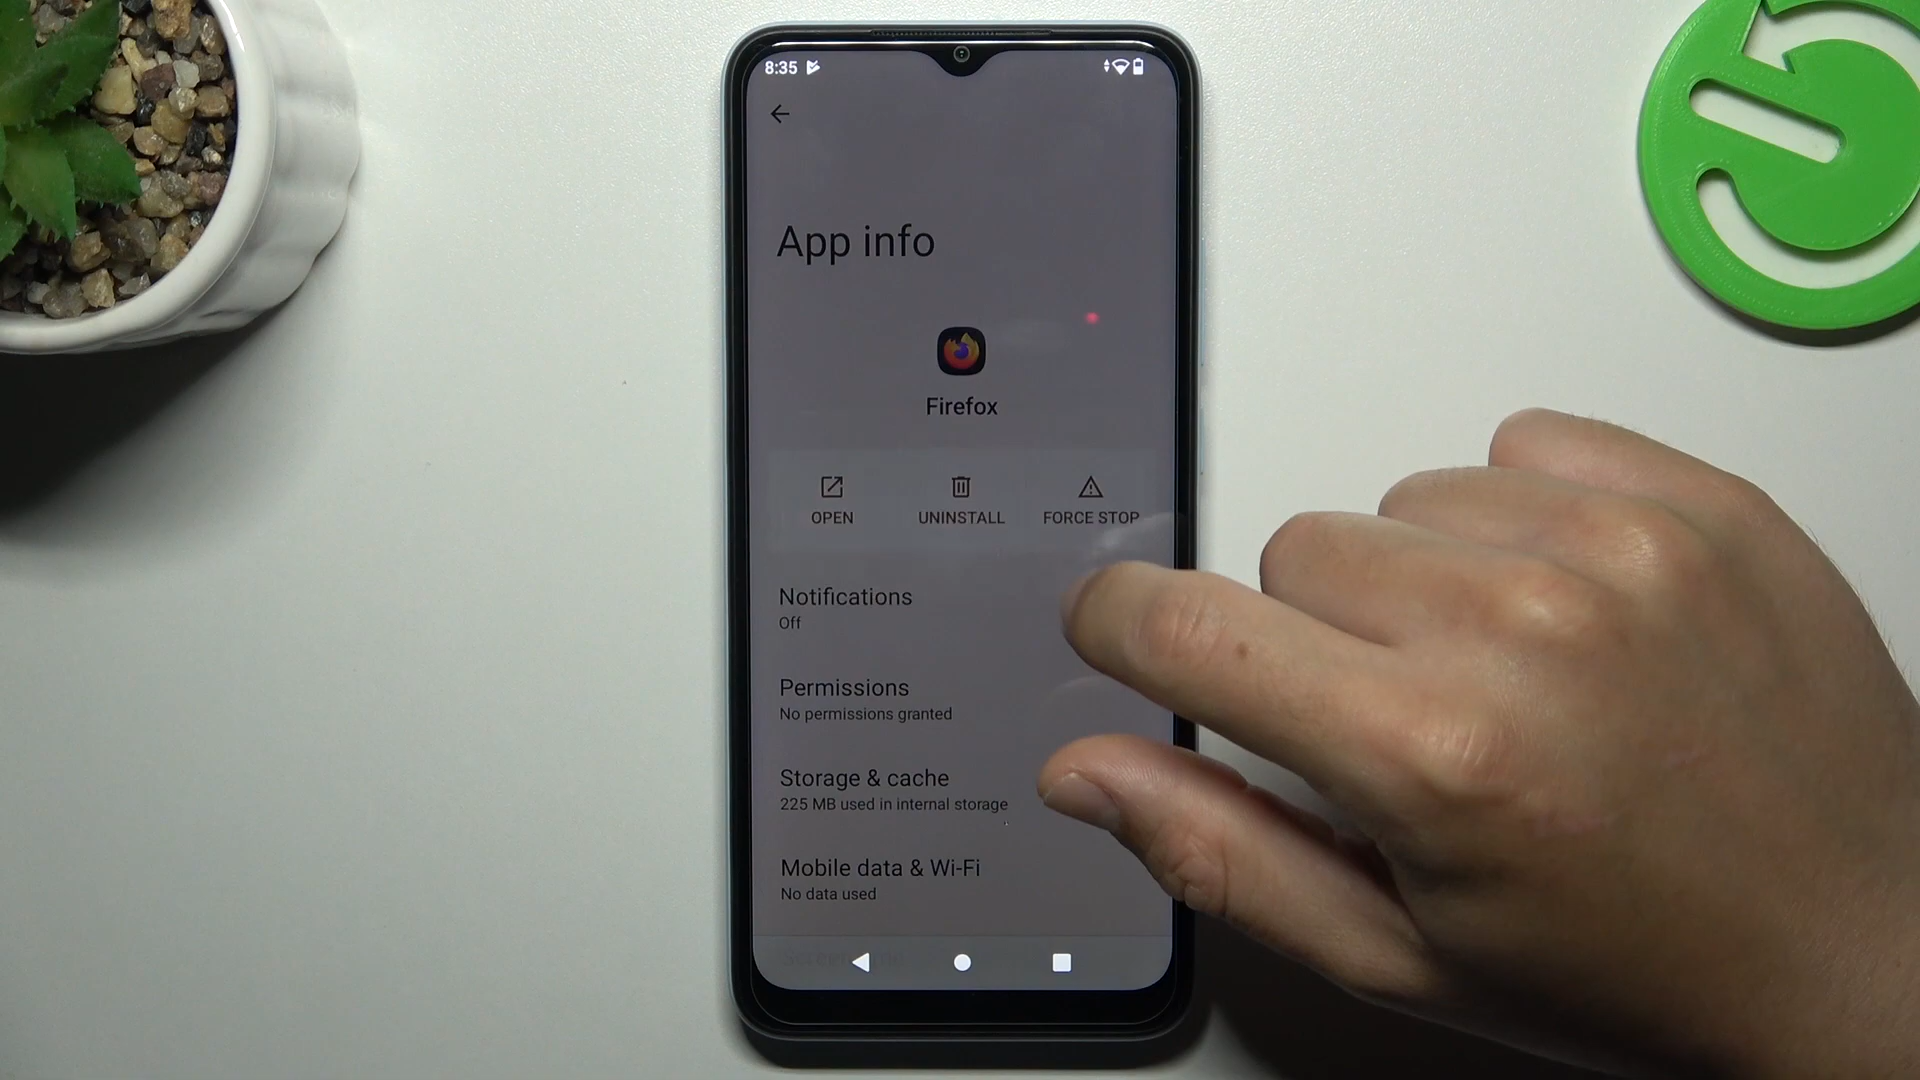 8:35
App info
Firefox
OPEN UNINSTALL FORCE STOP
Notifications
Off
Permissions
No permissions granted
Storage & cache
225 MB used in internal storage
Mobile data & Wi-Fi
No data used